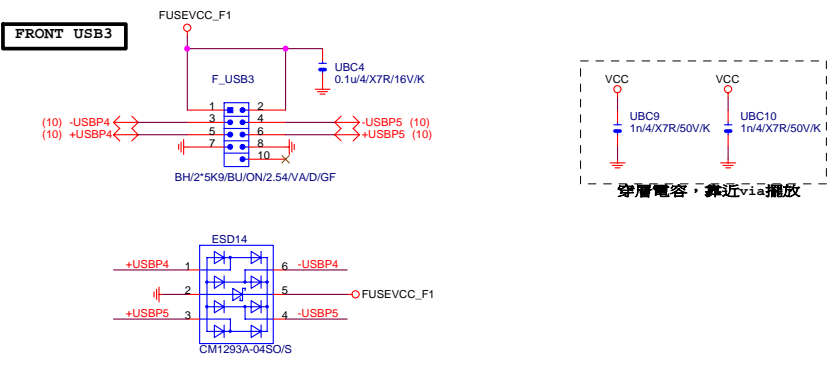 FUSEVCC_F1
FRONT USB3
F_USB3
UBC4
0.1u/4/X7R/16V/K
1 2
(10) -USBP4 3 4 -USBP5 (10)
(10) +USBP4 5 6 +USBP5 (10)
7 8
10
BH/2*5K9/BU/ON/2.54/VA/D/GF
VCC VCC
UBC9 UBC10
1n/4/X7R/50V/K 1n/4/X7R/50V/K
穿層電容，靠近via擺放
ESD14
+USBP4 1 6 -USBP4
2 5 FUSEVCC_F1
+USBP5 3 4 -USBP5
CM1293A-04SO/S